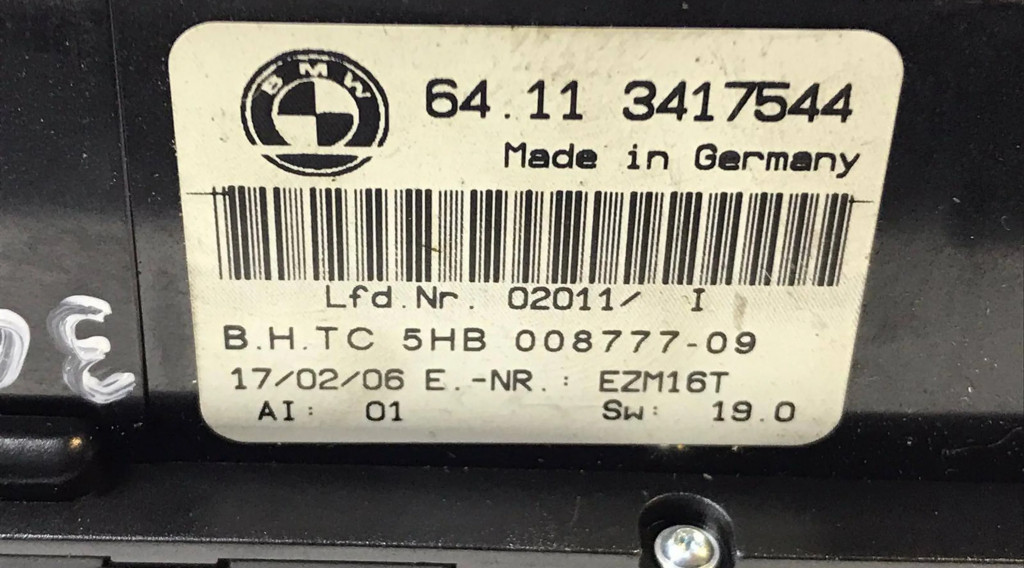 BMW
64.11 3417544
Made in Germany
Lfd.Nr. 02011/ I
B.H.TC 5HB 008777-09
17/02/06 E.-NR.: EZM16T
AI: 01 Sw: 19.0